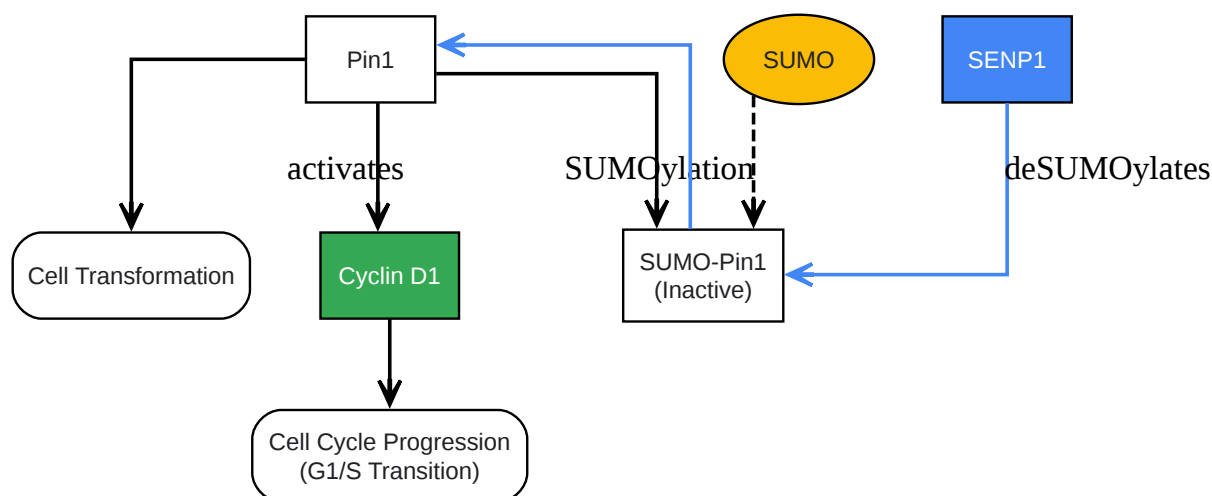 Pin1
SUMO
SENP1
activates
SUMOylation
deSUMOylates
Cell Transformation
Cyclin D1
SUMO-Pin1
(Inactive)
Cell Cycle Progression
(G1/S Transition)